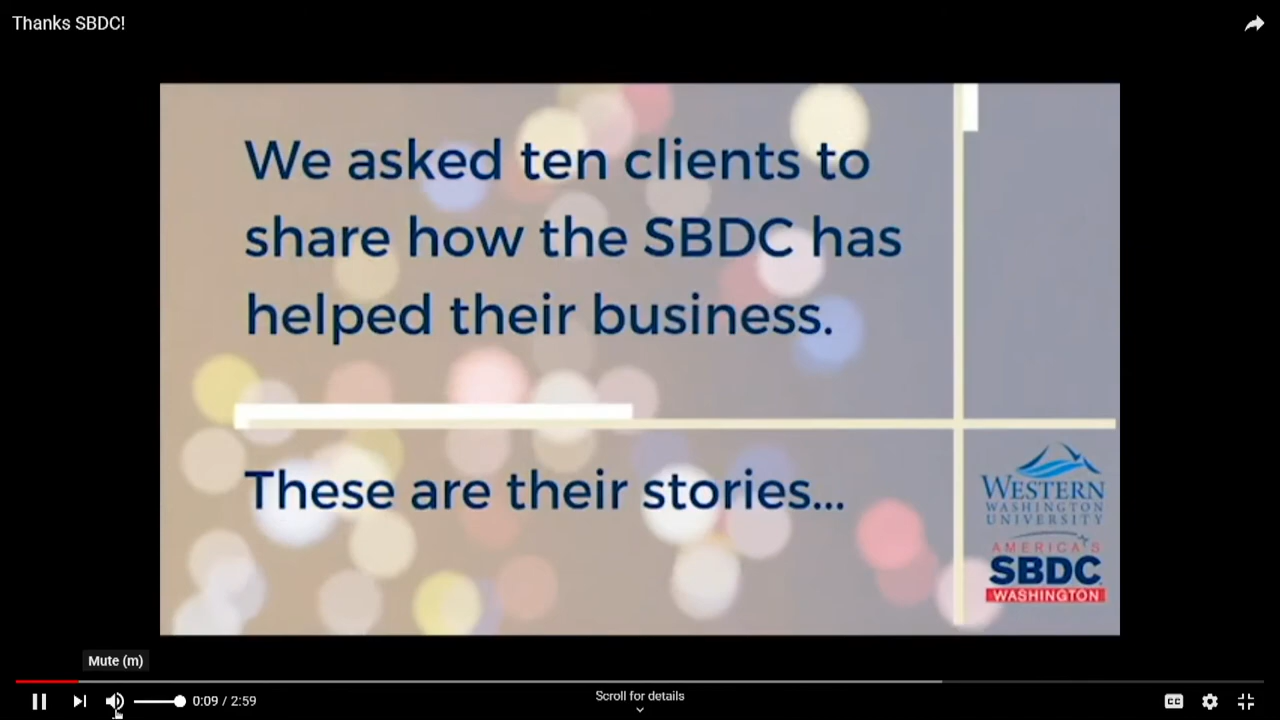 Thanks SBDC!
We asked ten clients to
share how the SBDC has
helped their business.
These are their stories...
WESTERN
WASHINGTON
UNIVERSITY
AMERICA'S
SBDC
WASHINGTON
Mute (m)
0:09 / 2:59
Scroll for details
CC